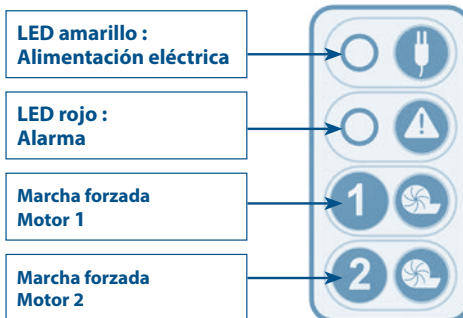 LED amarillo :
Alimentación eléctrica
LED rojo :
Alarma
Marcha forzada
Motor 1
1
Marcha forzada
Motor 2
2